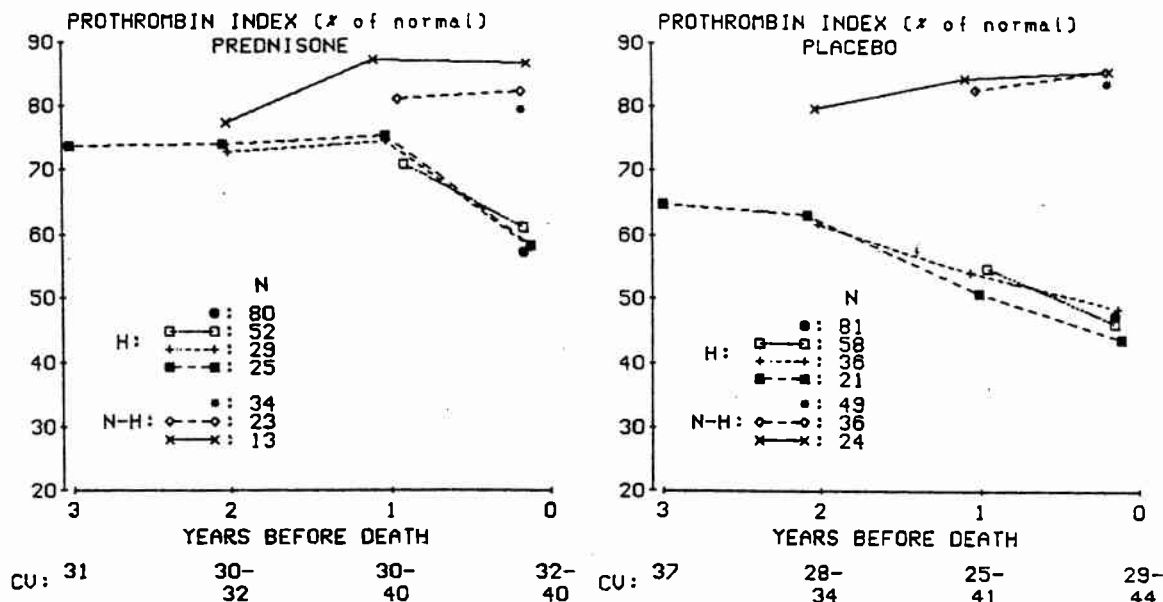 PROTHROMBIN INDEX (% of normal)
PREDNISONE
90
80
70
60
50
40
30
20
N
: 80
H: : 52
: 29
: 25
: 34
N-H: : 23
: 13
3 2 1 0
YEARS BEFORE DEATH
CV: 31 30-32 30-40 32-40
PROTHROMBIN INDEX (% of normal)
PLACEBO
90
80
70
60
50
40
30
20
N
: 81
H: : 58
: 36
: 21
: 49
N-H: : 36
: 24
3 2 1 0
YEARS BEFORE DEATH
CV: 37 28-34 25-41 29-44